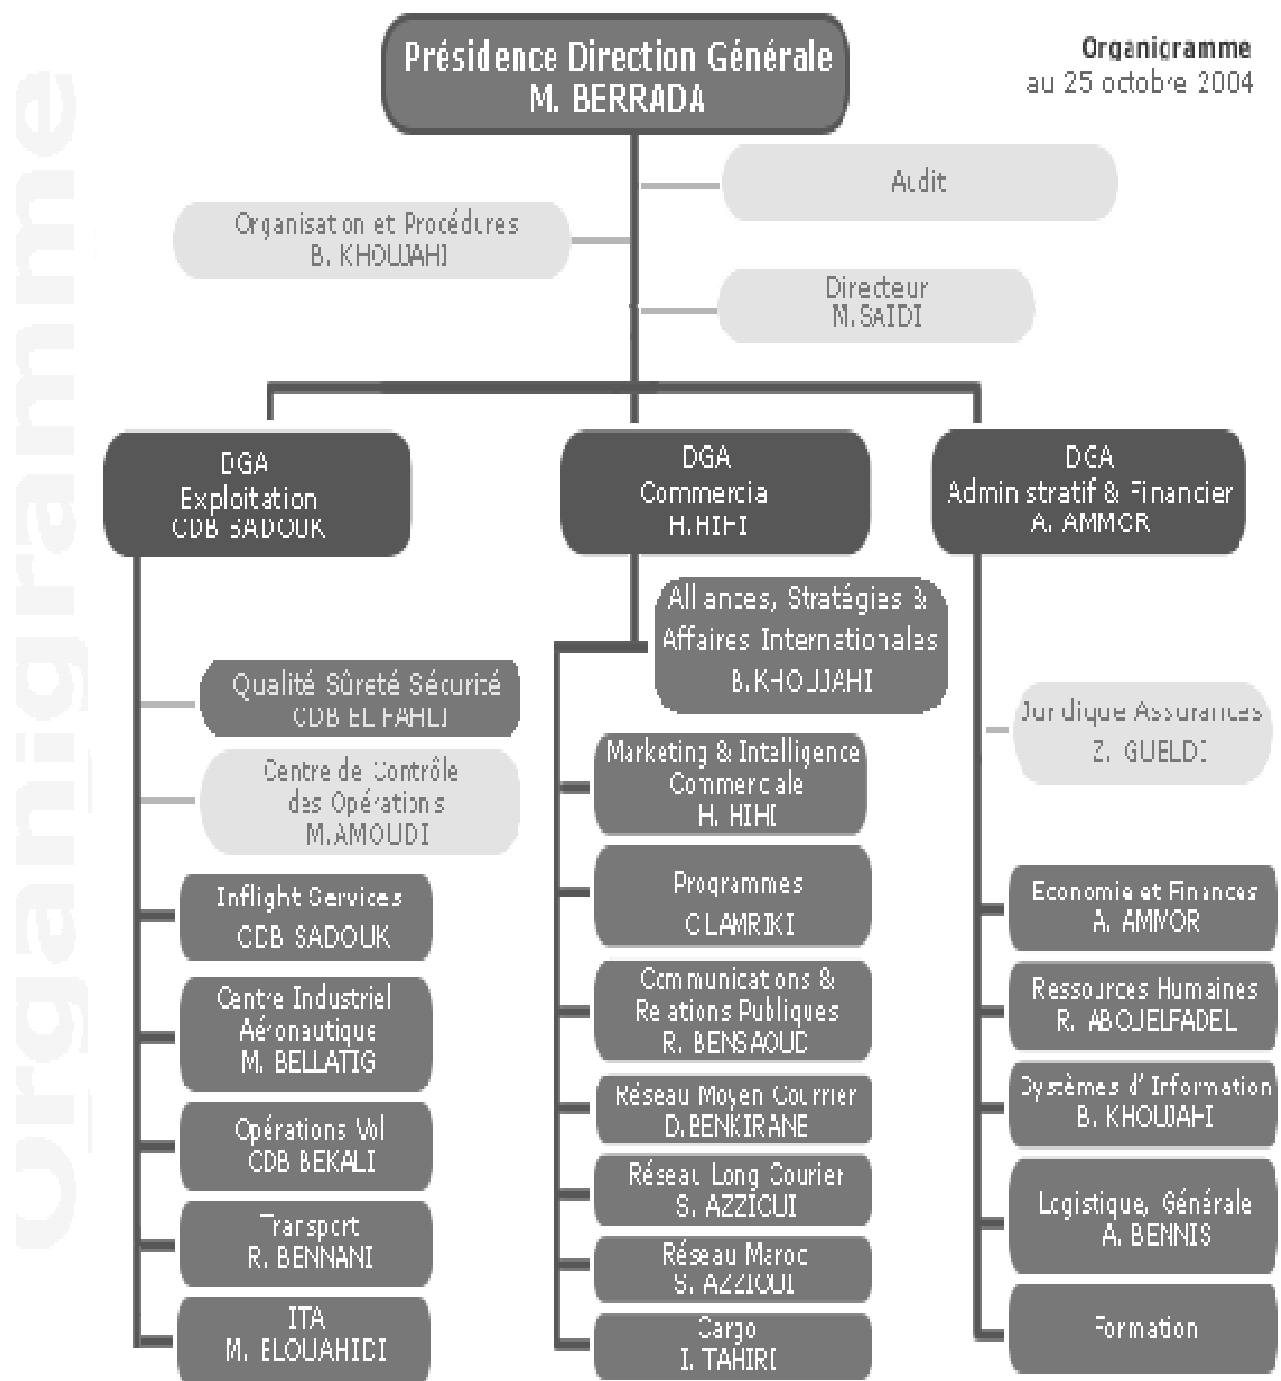 Organigramme
au 25 octobre 2004
Organigramme
Présidence Direction Générale
M. BERRADA
Audit
Organisation et Procédures
B. KHOUJAHI
Directeur
M.SAIDI
DGA
Exploitation
CDB SADOUK
DGA
Commercia
H.HIHI
DGA
Administratif & Financier
A. AMMOR
Qualité Sûreté Sécurité
CDB
Centre de Contrôle
des Opérations
M.AMOUDI
Inflight Services
CDB SADOUK
Centre Industriel
Aéronautique
M. BELLATIG
Opérations Vol
CDB BEKALI
Transport
R. BENNANI
ITA
M. ELOUAHIDI
Alliances, Stratégies &
Affaires Internationales
B.KHOUJAHI
Marketing & Intelligence
Commerciale
H. HIHI
Programmes
C LAMRIKI
Communications &
Relations Publiques
R. BENSAOUD
Réseau Moyen Courrier
D.BENKIRANE
Réseau Long Courier
S. AZZIOUI
Réseau Maroc
S. AZZIOUI
Cargo
I. TAHIRI
Juridique Assurances
Z. GUELDI
Economie et Finances
A. AMMOR
Ressources Humaines
R. ABOUELFADEL
Systèmes d' Information
B. KHOUJAHI
Logistique, Générale
A. BENNIS
Formation